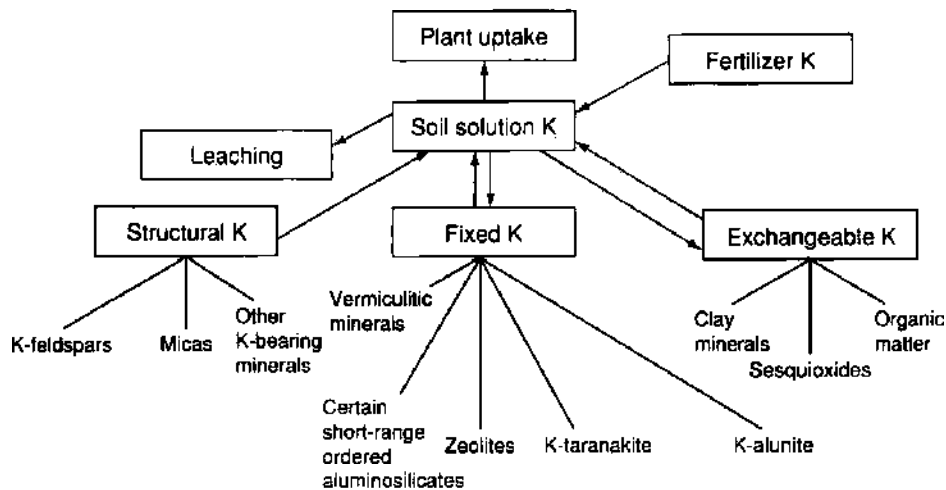 Plant uptake
Fertilizer K
Soil solution K
Leaching
Structural K
Fixed K
Exchangeable K
K-feldspars
Micas
Other
K-bearing
minerals
Vermiculitic
minerals
Certain
short-range
ordered
aluminosilicates
Zeolites
K-taranakite
K-alunite
Clay
minerals
Sesquioxides
Organic
matter